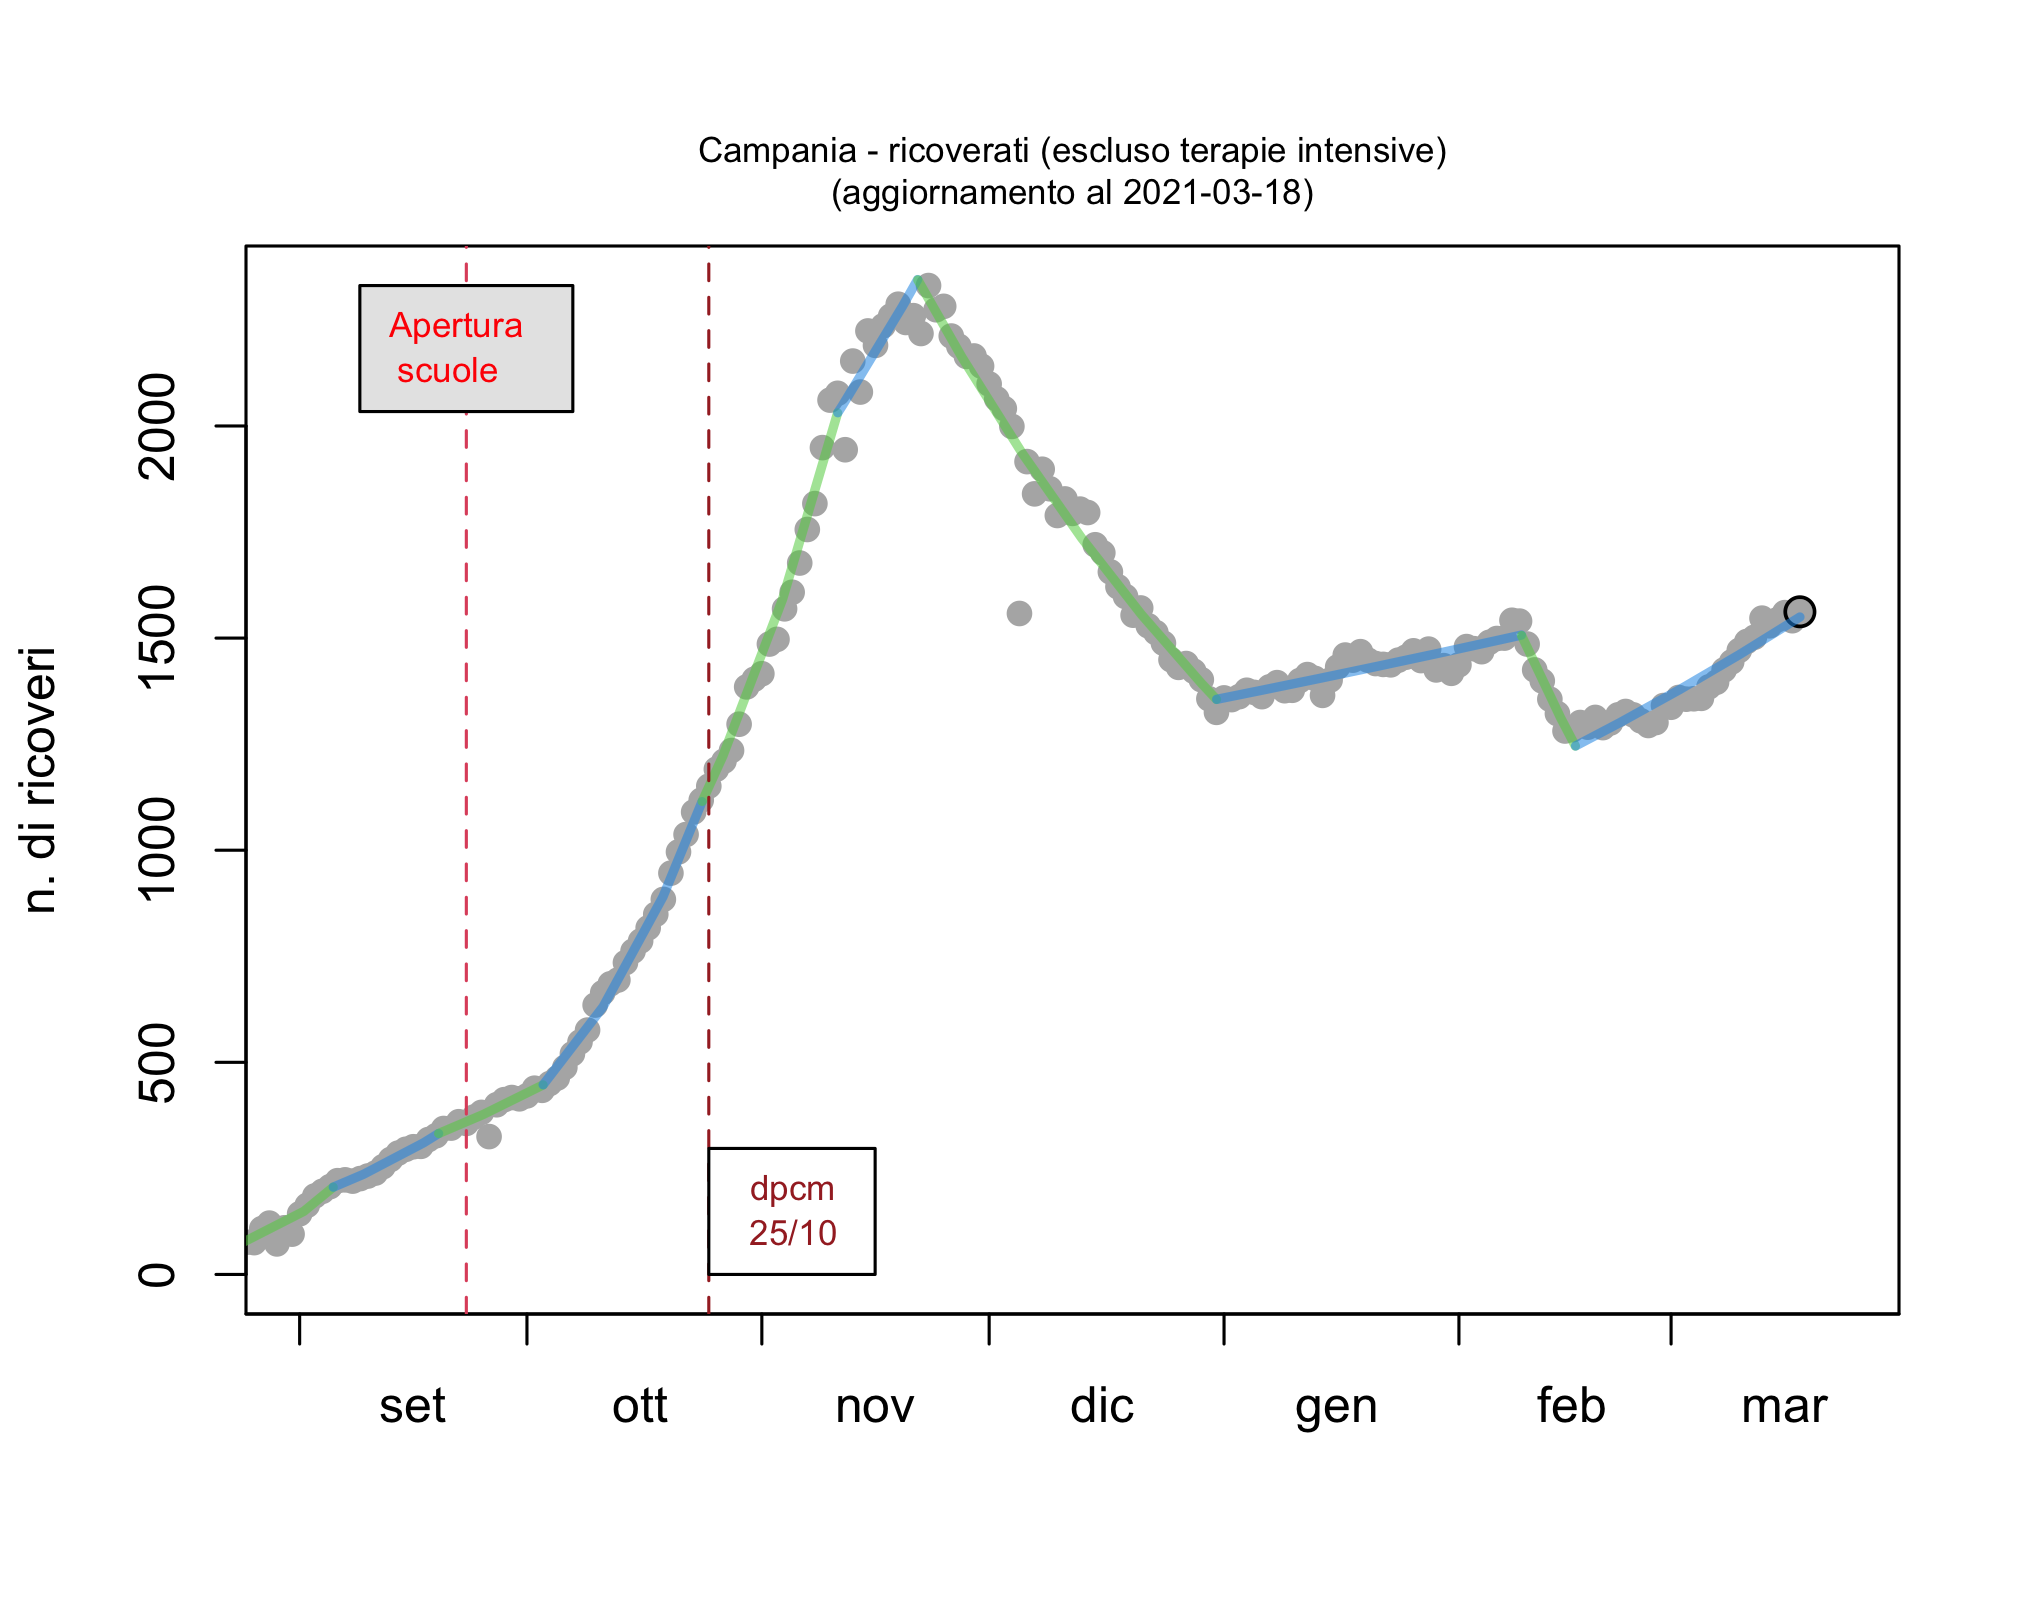 Campania - ricoverati (escluso terapie intensive)
(aggiornamento al 2021-03-18)
Apertura
scuole
n. di ricoveri
2000
1500
1000
500
0
dpcm
25/10
set ott nov dic gen feb mar